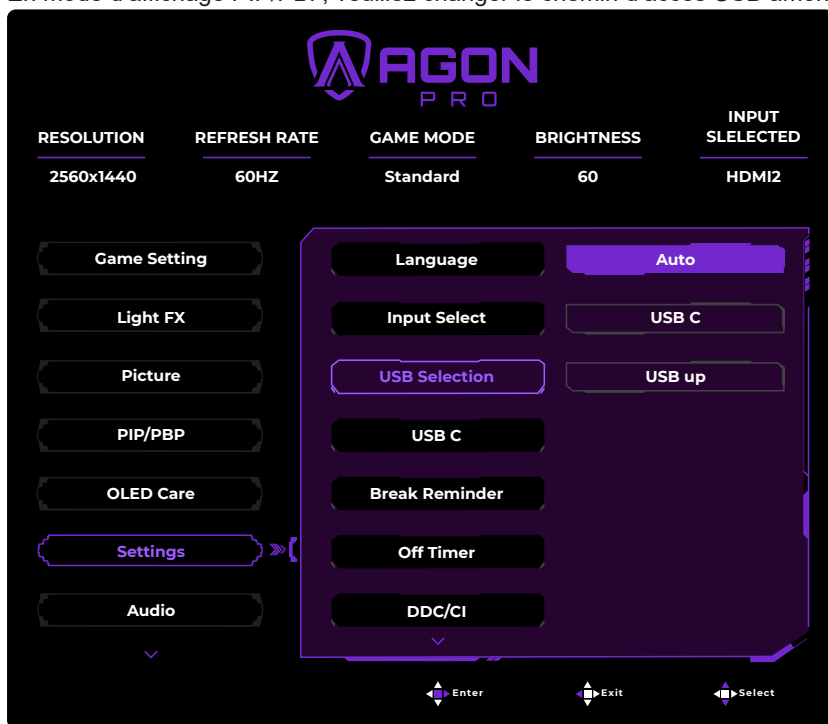 AGON
PRO
RESOLUTION REFRESH RATE GAME MODE BRIGHTNESS INPUT SLELECTED
2560x1440 60HZ Standard 60 HDMI2
Game Setting Language Auto
Light FX Input Select USB C
Picture USB Selection USB up
PIP/PBP USB C
OLED Care Break Reminder
Settings Off Timer
Audio DDC/CI
Enter Exit Select